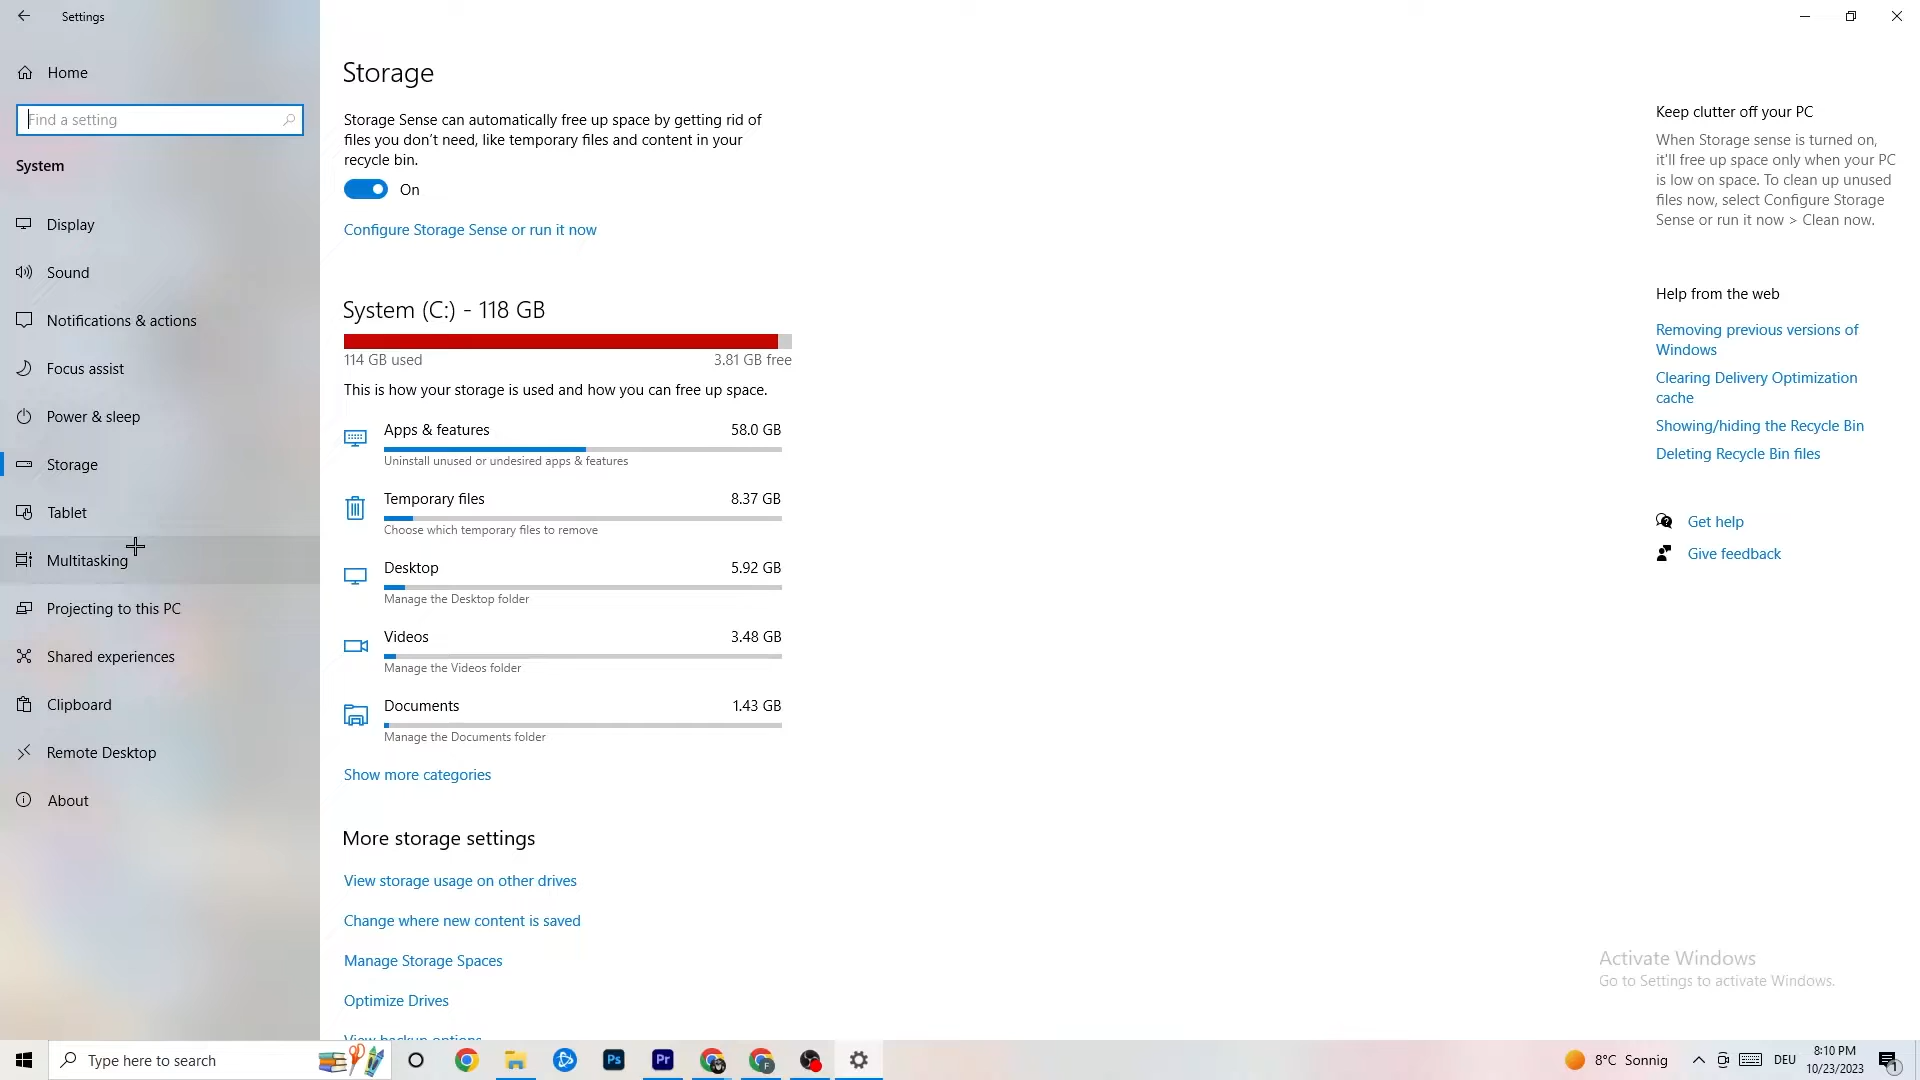 Settings
Home
Find a setting
System
Display
Sound
Notifications & actions
Focus assist
Power & sleep
Storage
Tablet
Multitasking
Projecting to this PC
Shared experiences
Clipboard
Remote Desktop
About
Storage
Storage Sense can automatically free up space by getting rid of
files you don't need, like temporary files and content in your
recycle bin.
On
Configure Storage Sense or run it now
System (C:) - 118 GB
114 GB used 3.81 GB free
This is how your storage is used and how you can free up space.
Apps & features 58.0 GB
Uninstall unused or undesired apps & features
Temporary files 8.37 GB
Choose which temporary files to remove
Desktop 5.92 GB
Manage the Desktop folder
Videos 3.48 GB
Manage the Videos folder
Documents 1.43 GB
Manage the Documents folder
Show more categories
More storage settings
View storage usage on other drives
Change where new content is saved
Manage Storage Spaces
Optimize Drives
View backup options
Keep clutter off your PC
When Storage sense is turned on,
it'll free up space only when your PC
is low on space. To clean up unused
files now, select Configure Storage
Sense or run it now > Clean now.
Help from the web
Removing previous versions of
Windows
Clearing Delivery Optimization
cache
Showing/hiding the Recycle Bin
Deleting Recycle Bin files
Get help
Give feedback
Activate Windows
Go to Settings to activate Windows.
Type here to search
Ps
Pr
F
8°C Sonnig
DEU
8:10 PM
10/23/2023
1